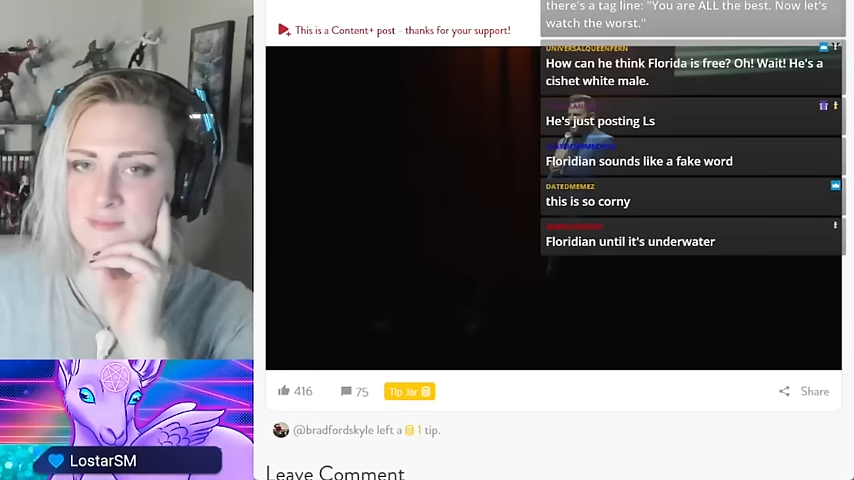 there's a tag line: "You are ALL the best. Now let's
watch the worst."
This is a Content+ post - thanks for your support!
UNIVERSALQUEENFERN
How can he think Florida is free? Oh! Wait! He's a
cishet white male.
He's just posting Ls
Floridian sounds like a fake word
DATEDMEMEZ
this is so corny
Floridian until it's underwater
416
75
Tip Jar
Share
@bradfordskyle left a 1 tip.
Leave Comment
LostarSM